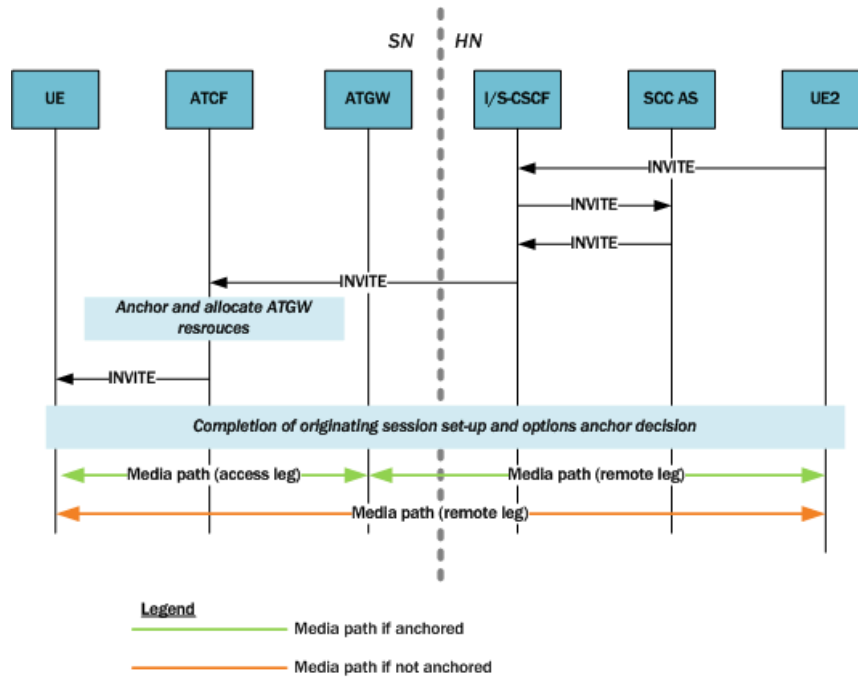 SN HN
UE ATCF ATGW I/S-CSCF SCC AS UE2
INVITE
INVITE
INVITE
INVITE
Anchor and allocate ATGW
resrouces
INVITE
Completion of originating session set-up and options anchor decision
Media path (access leg) Media path (remote leg)
Media path (remote leg)
Legend
Media path if anchored
Media path if not anchored